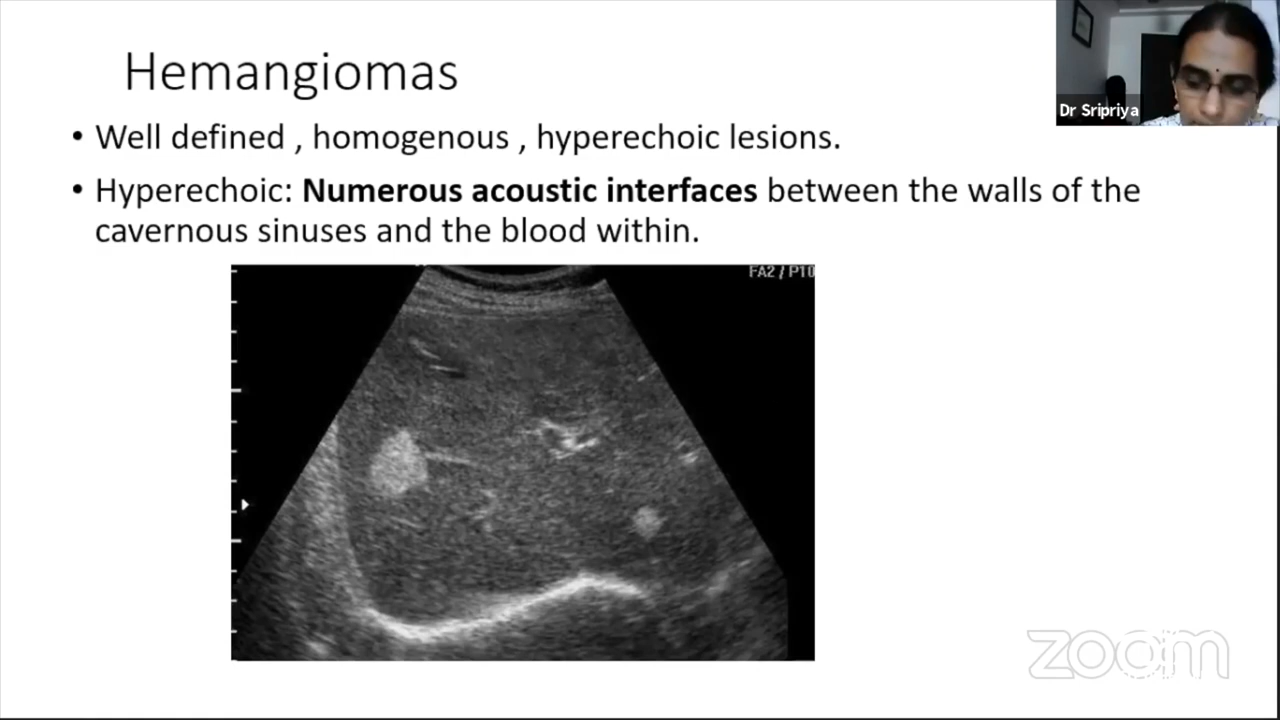 Hemangiomas
Dr Sripriya
• Well defined , homogenous , hyperechoic lesions.
• Hyperechoic: Numerous acoustic interfaces between the walls of the
cavernous sinuses and the blood within.
FA2 / P10
zoom